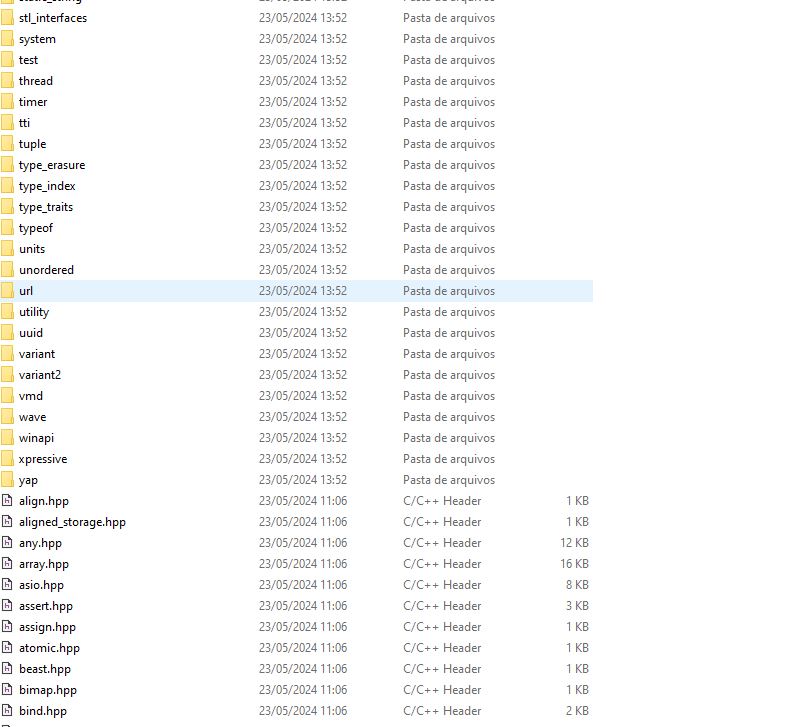 stl_interfaces 23/05/2024 13:52 Pasta de arquivos
system 23/05/2024 13:52 Pasta de arquivos
test 23/05/2024 13:52 Pasta de arquivos
thread 23/05/2024 13:52 Pasta de arquivos
timer 23/05/2024 13:52 Pasta de arquivos
tti 23/05/2024 13:52 Pasta de arquivos
tuple 23/05/2024 13:52 Pasta de arquivos
type_erasure 23/05/2024 13:52 Pasta de arquivos
type_index 23/05/2024 13:52 Pasta de arquivos
type_traits 23/05/2024 13:52 Pasta de arquivos
typeof 23/05/2024 13:52 Pasta de arquivos
units 23/05/2024 13:52 Pasta de arquivos
unordered 23/05/2024 13:52 Pasta de arquivos
url 23/05/2024 13:52 Pasta de arquivos
utility 23/05/2024 13:52 Pasta de arquivos
uuid 23/05/2024 13:52 Pasta de arquivos
variant 23/05/2024 13:52 Pasta de arquivos
variant2 23/05/2024 13:52 Pasta de arquivos
vmd 23/05/2024 13:52 Pasta de arquivos
wave 23/05/2024 13:52 Pasta de arquivos
winapi 23/05/2024 13:52 Pasta de arquivos
xpressive 23/05/2024 13:52 Pasta de arquivos
yap 23/05/2024 13:52 Pasta de arquivos
align.hpp 23/05/2024 11:06 C/C++ Header 1 KB
aligned_storage.hpp 23/05/2024 11:06 C/C++ Header 1 KB
any.hpp 23/05/2024 11:06 C/C++ Header 12 KB
array.hpp 23/05/2024 11:06 C/C++ Header 16 KB
asio.hpp 23/05/2024 11:06 C/C++ Header 8 KB
assert.hpp 23/05/2024 11:06 C/C++ Header 3 KB
assign.hpp 23/05/2024 11:06 C/C++ Header 1 KB
atomic.hpp 23/05/2024 11:06 C/C++ Header 1 KB
beast.hpp 23/05/2024 11:06 C/C++ Header 1 KB
bimap.hpp 23/05/2024 11:06 C/C++ Header 1 KB
bind.hpp 23/05/2024 11:06 C/C++ Header 2 KB